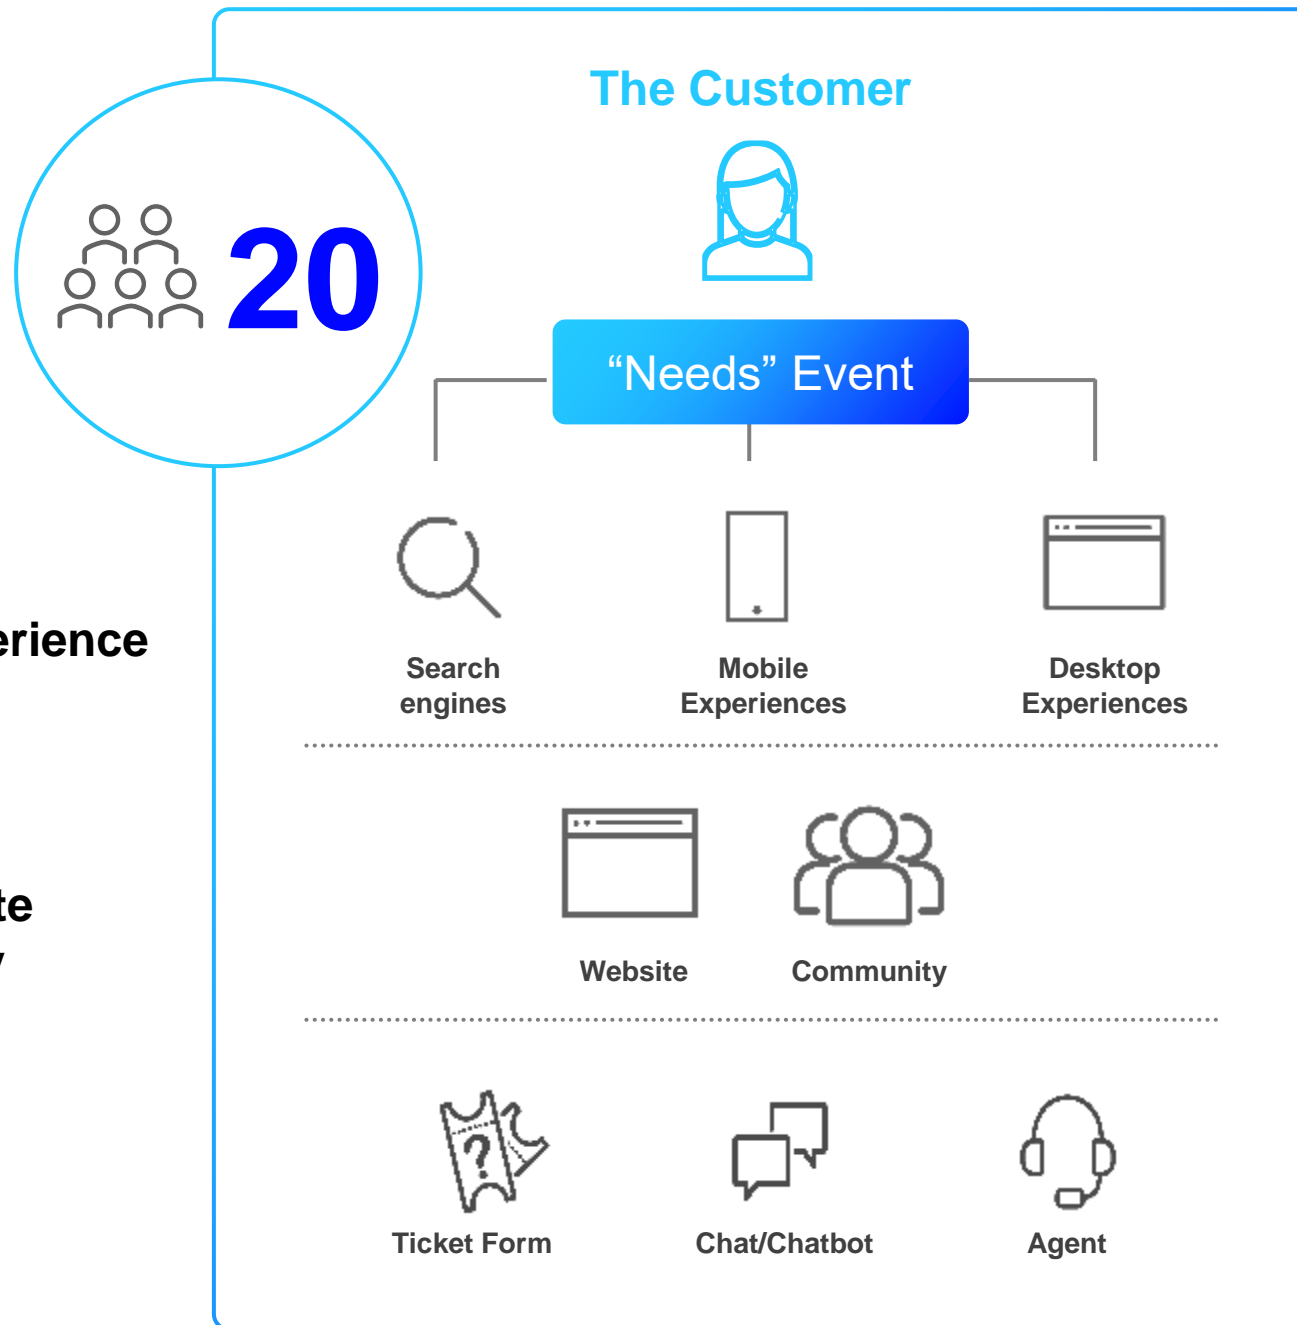 The Customer
20
“Needs” Event
erience
Search
engines
Mobile
Experiences
Desktop
Experiences
te
y
Website
Community
?
Ticket Form
Chat/Chatbot
Agent